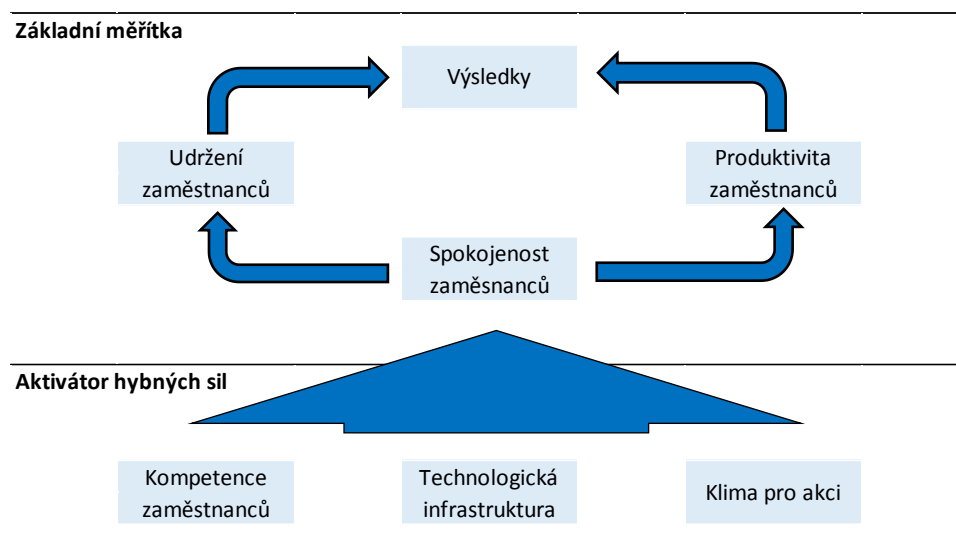 Základní měřítka
Výsledky
Udržení
zaměstnanců
Produktivita
zaměstnanců
Spokojenost
zaměsnanců
Aktivátor hybných sil
Kompetence
zaměstnanců
Technologická
infrastruktura
Klima pro akci